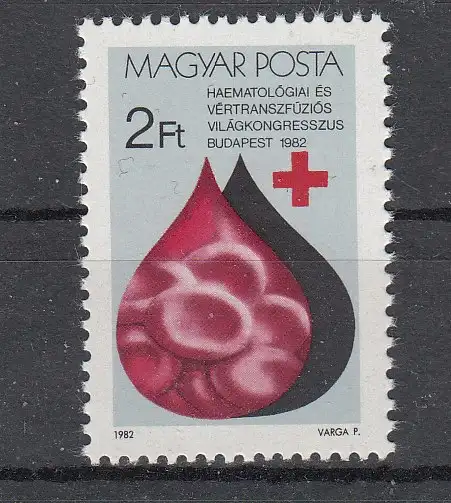 MAGYAR POSTA
2Ft
HAEMATOLÓGIAI ÉS
VÉRTRANSZFÚZIÓS
VILÁGKONGRESSZUS
BUDAPEST 1982
1982
VARGA P.